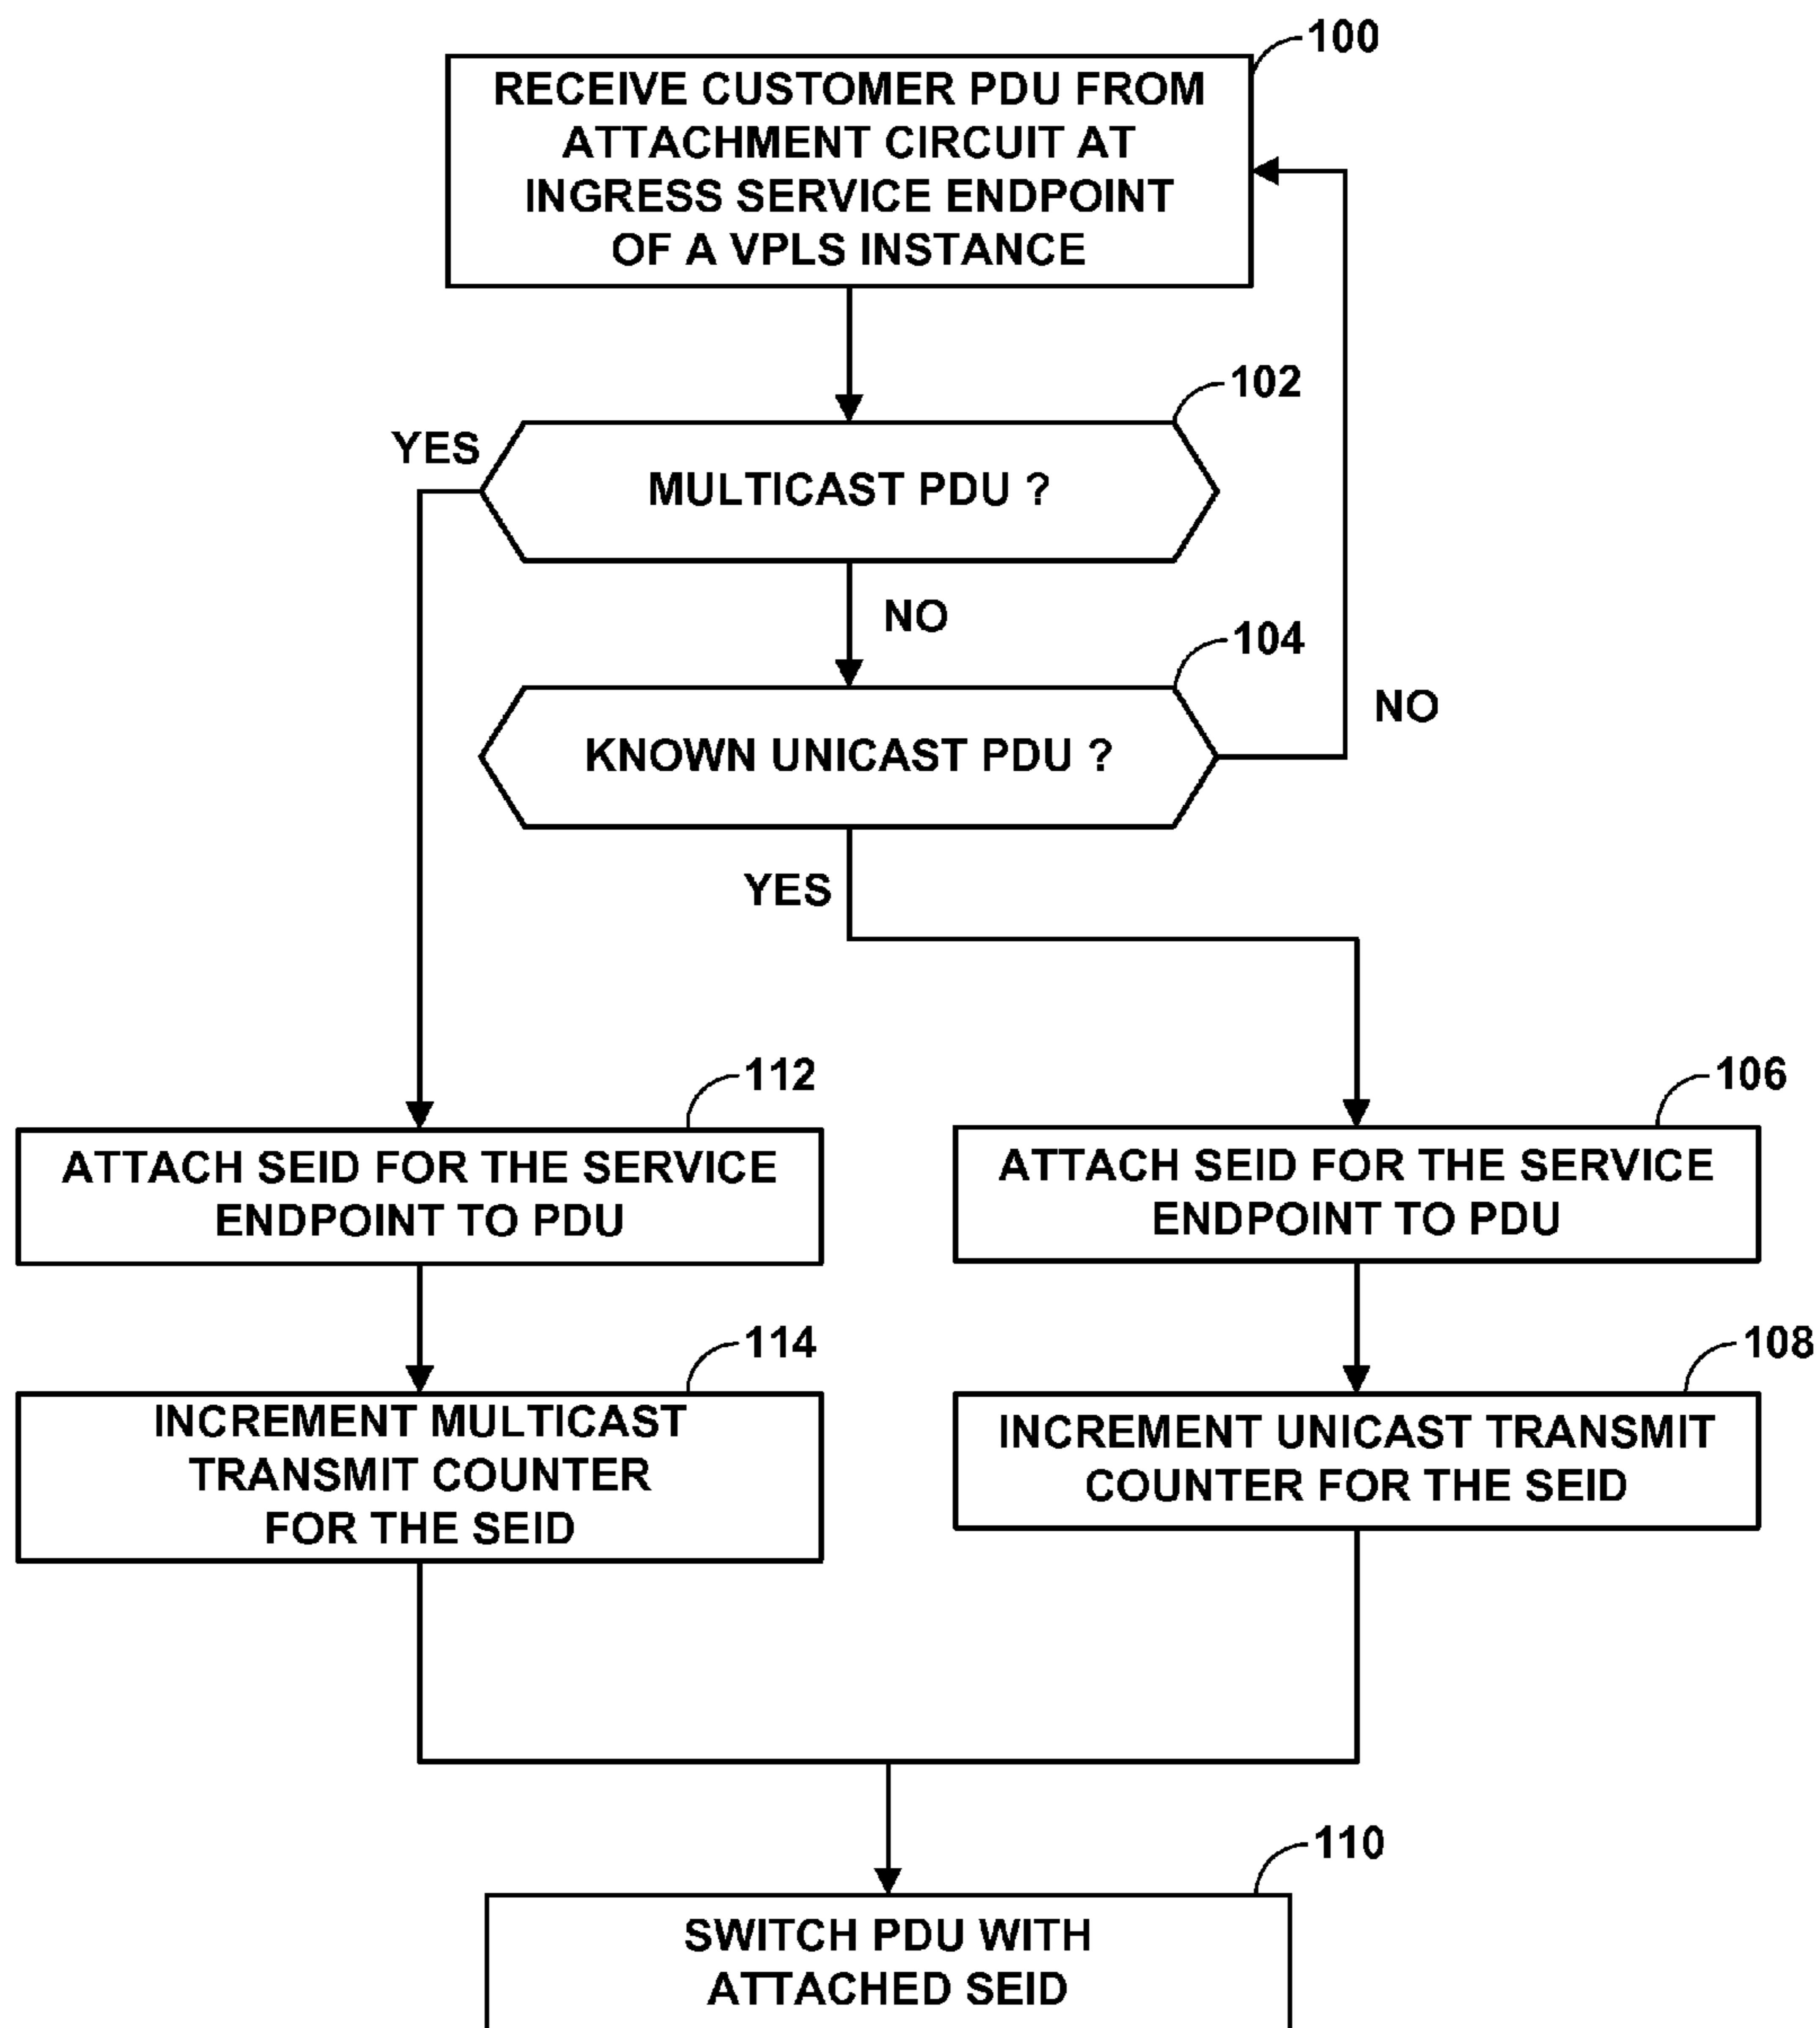 100
RECEIVE CUSTOMER PDU FROM
ATTACHMENT CIRCUIT AT
INGRESS SERVICE ENDPOINT
OF A VPLS INSTANCE
102
YES
MULTICAST PDU ?
NO
104
NO
KNOWN UNICAST PDU ?
YES
112
ATTACH SEID FOR THE SERVICE
ENDPOINT TO PDU
106
ATTACH SEID FOR THE SERVICE
ENDPOINT TO PDU
114
INCREMENT MULTICAST
TRANSMIT COUNTER
FOR THE SEID
108
INCREMENT UNICAST TRANSMIT
COUNTER FOR THE SEID
110
SWITCH PDU WITH
ATTACHED SEID